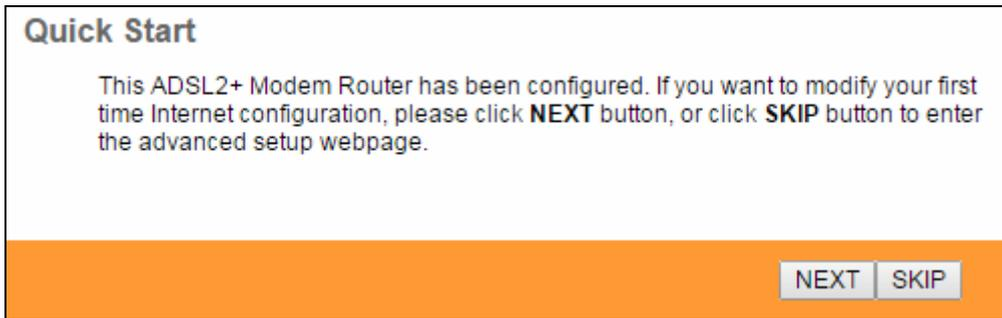 Quick Start
This ADSL2+ Modem Router has been configured. If you want to modify your first
time Internet configuration, please click NEXT button, or click SKIP button to enter
the advanced setup webpage.
NEXT SKIP